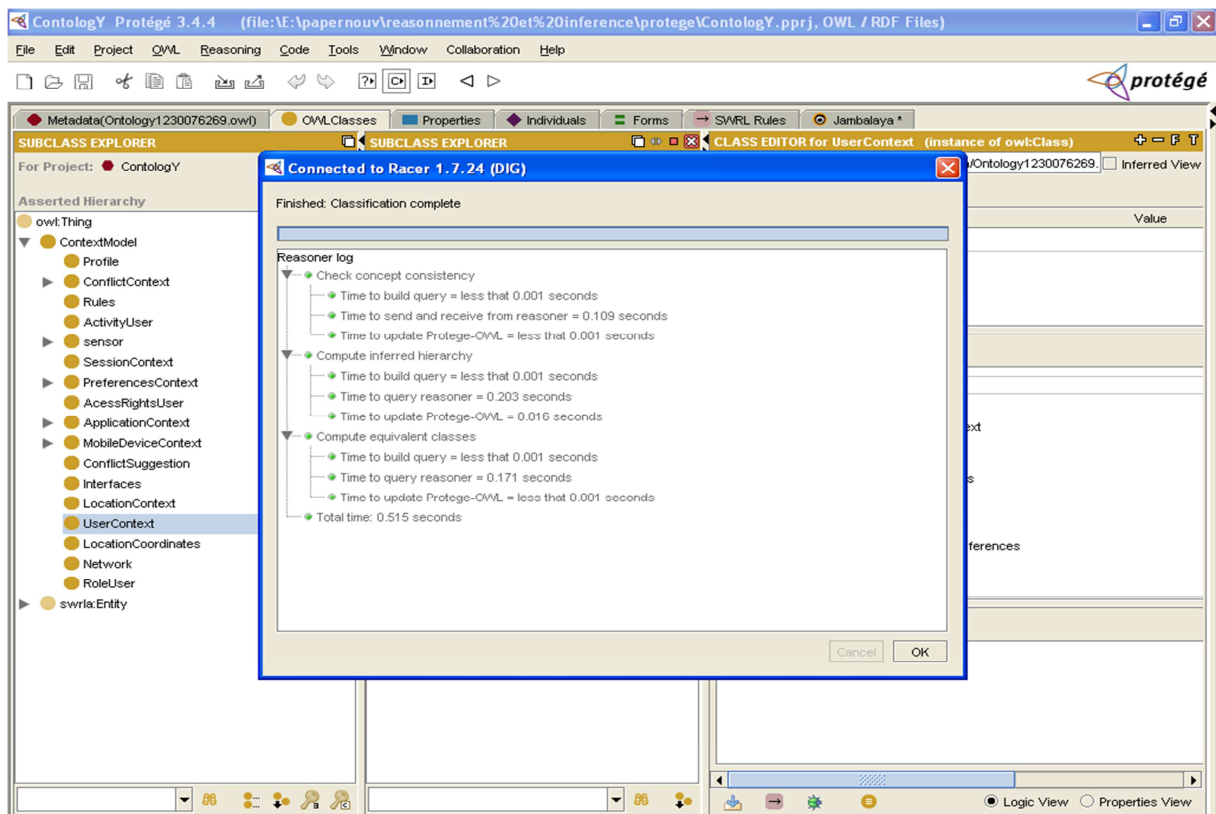 ContologY Protégé 3.4.4 (file:\E:\papernouv\reasonnement%20et%20inference\protege\ContologY.pprj, OWL / RDF Files)
File Edit Project OWL Reasoning Code Tools Window Collaboration Help
protégé
Metadata(Ontology1230076269.owl) OWLClasses Properties Individuals Forms SWRL Rules Jambalaya *
SUBCLASS EXPLORER
For Project: ContologY
Asserted Hierarchy
owl:Thing
ContextModel
Profile
ConflictContext
Rules
ActivityUser
sensor
SessionContext
PreferencesContext
AcessRightsUser
ApplicationContext
MobileDeviceContext
ConflictSuggestion
Interfaces
LocationContext
UserContext
LocationCoordinates
Network
RoleUser
swrla:Entity
SUBCLASS EXPLORER
Connected to Racer 1.7.24 (DIG)
Finished: Classification complete
Reasoner log
Check concept consistency
Time to build query = less that 0.001 seconds
Time to send and receive from reasoner = 0.109 seconds
Time to update Protege-OWL = less that 0.001 seconds
Compute inferred hierarchy
Time to build query = less that 0.001 seconds
Time to query reasoner = 0.203 seconds
Time to update Protege-OWL = 0.016 seconds
Compute equivalent classes
Time to build query = less that 0.001 seconds
Time to query reasoner = 0.171 seconds
Time to update Protege-OWL = less that 0.001 seconds
Total time: 0.515 seconds
Cancel OK
CLASS EDITOR for UserContext (instance of owl:Class)
/Ontology1230076269. Inferred View
Value
ext
s
ferences
Logic View Properties View